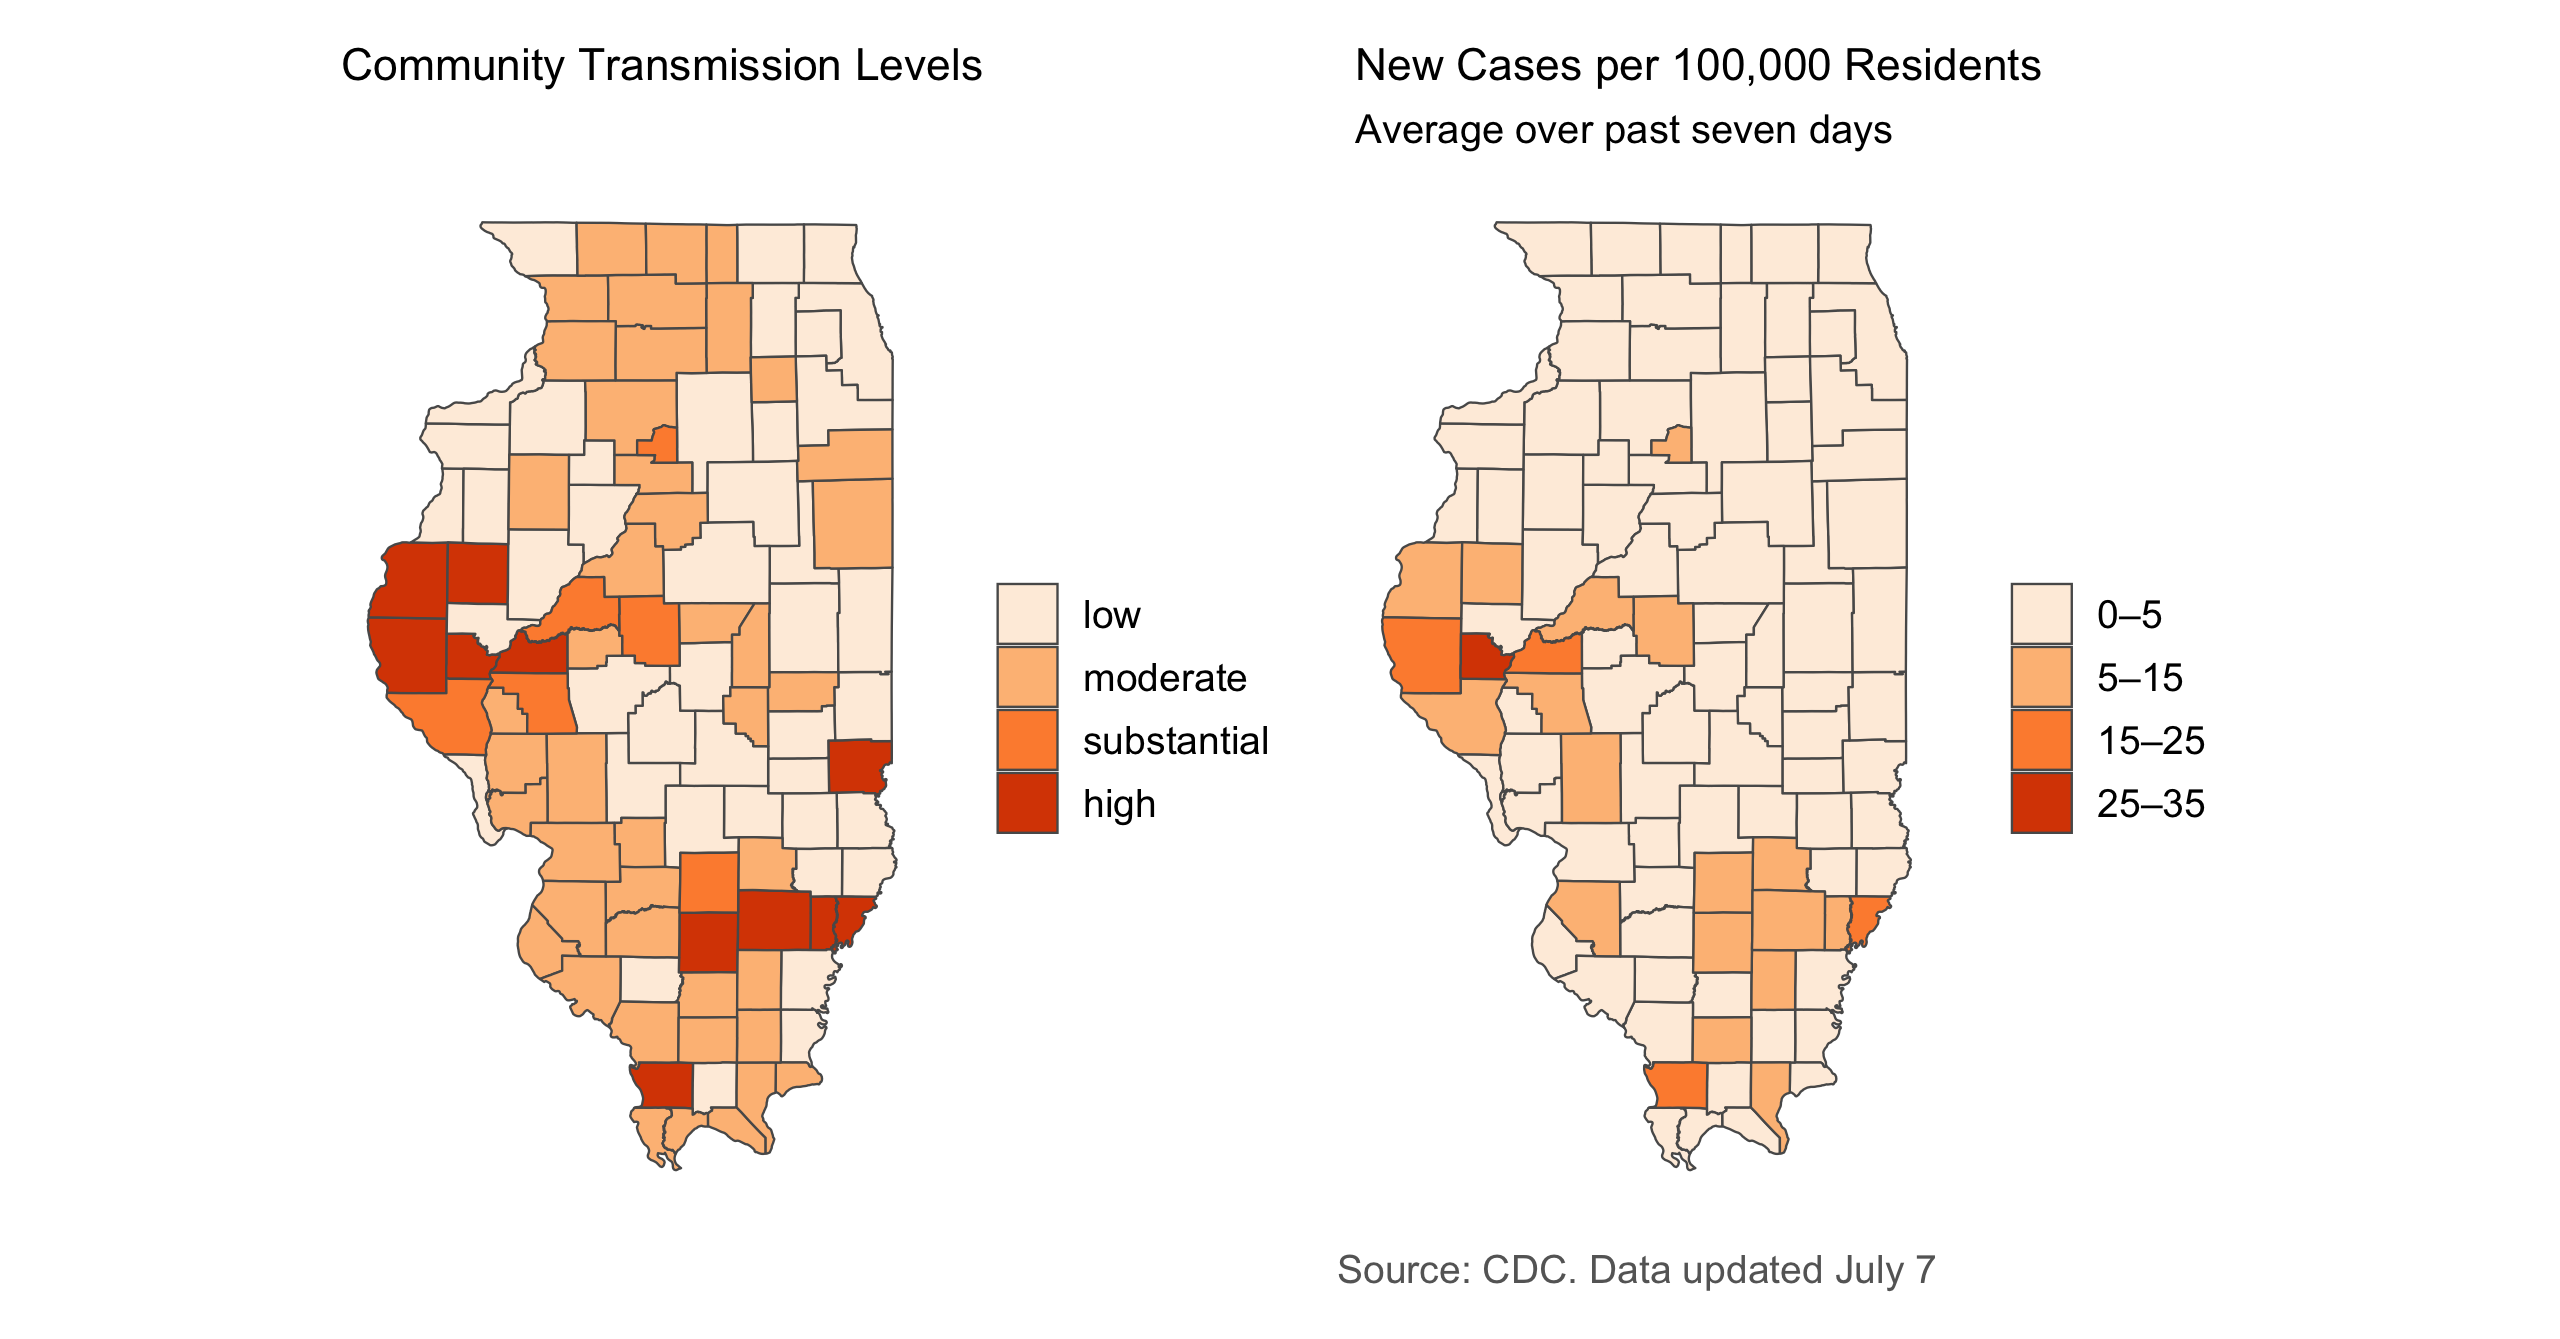 Community Transmission Levels
low
moderate
substantial
high
New Cases per 100,000 Residents
Average over past seven days
0–5
5–15
15–25
25–35
Source: CDC. Data updated July 7